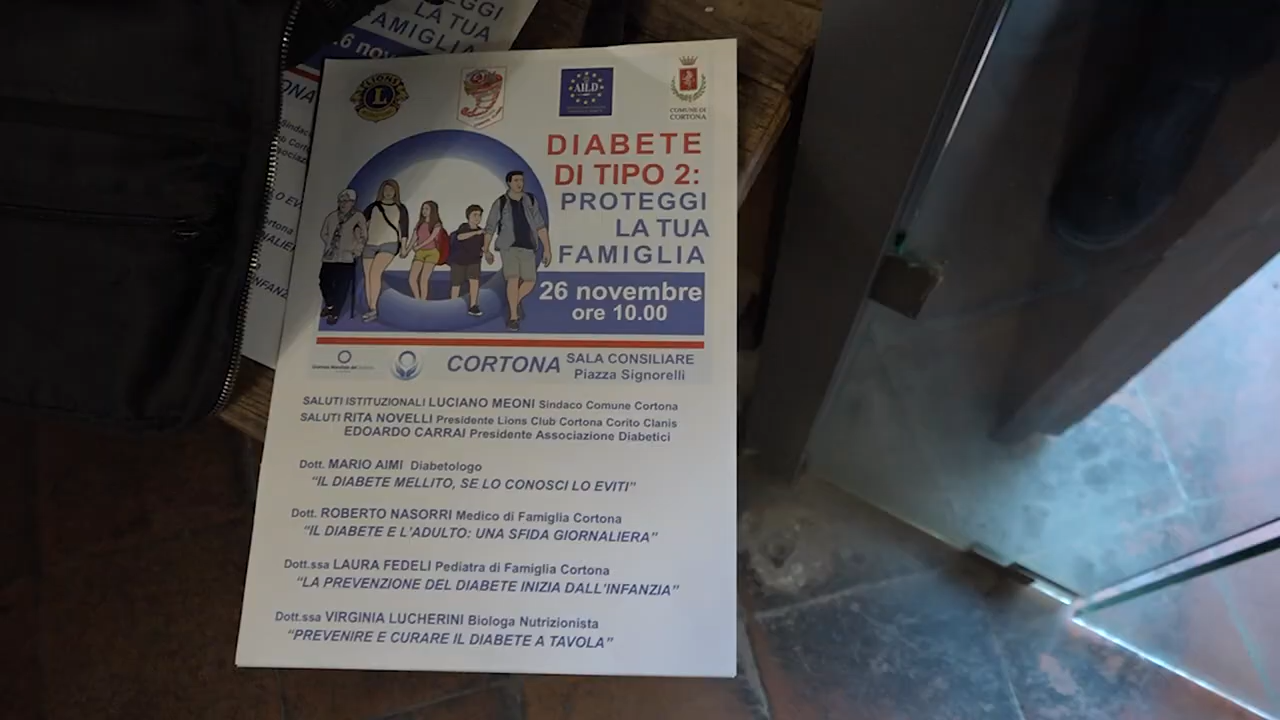 EGGI
LA TUA
FAMIGLIA
LIONS
L
AILD
COMUNE DI
CORTONA
DIABETE
DI TIPO 2:
PROTEGGI
LA TUA
FAMIGLIA
26 novembre
ore 10.00
CORTONA SALA CONSILIARE
Piazza Signorelli
SALUTI ISTITUZIONALI LUCIANO MEONI Sindaco Comune Cortona
SALUTI RITA NOVELLI Presidente Lions Club Cortona Corito Clanis
EDOARDO CARRAI Presidente Associazione Diabetici
Dott. MARIO AIMI Diabetologo
"IL DIABETE MELLITO, SE LO CONOSCI LO EVITI"
Dott. ROBERTO NASORRI Medico di Famiglia Cortona
"IL DIABETE E L'ADULTO: UNA SFIDA GIORNALIERA"
Dott.ssa LAURA FEDELI Pediatra di Famiglia Cortona
"LA PREVENZIONE DEL DIABETE INIZIA DALL'INFANZIA"
Dott.ssa VIRGINIA LUCHERINI Biologa Nutrizionista
"PREVENIRE E CURARE IL DIABETE A TAVOLA"